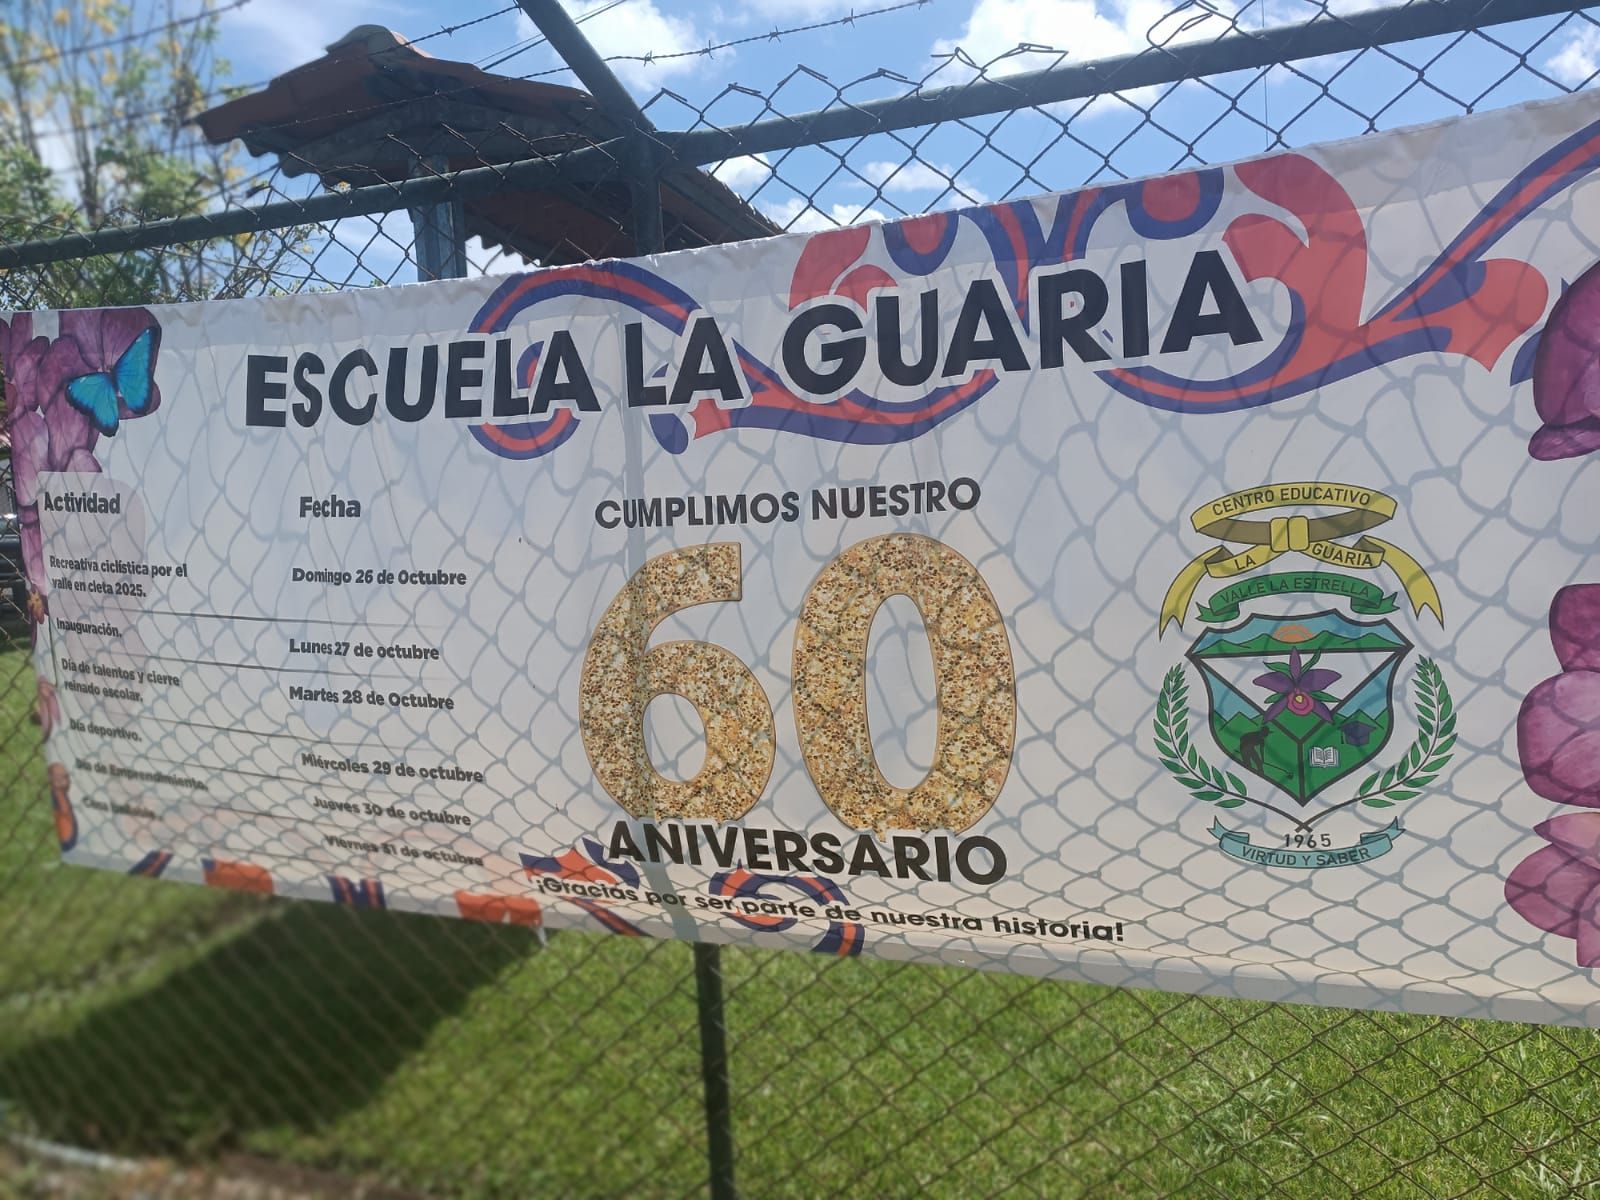 ESCUELA LA GUARIA
Actividad
Fecha
Recreativa ciclística por el
valle en cleta 2025.
Domingo 26 de Octubre
Inauguración.
Lunes 27 de octubre
Día de talentos y cierre
reinado escolar.
Martes 28 de Octubre
Día deportivo.
Miércoles 29 de octubre
Día de Emprendimiento.
Jueves 30 de octubre
Viernes 31 de octubre
CUMPLIMOS NUESTRO
60
ANIVERSARIO
¡Gracias por ser parte de nuestra historia!
CENTRO EDUCATIVO
LA GUARIA
VALLE LA ESTRELLA
1965
VIRTUD Y SABER